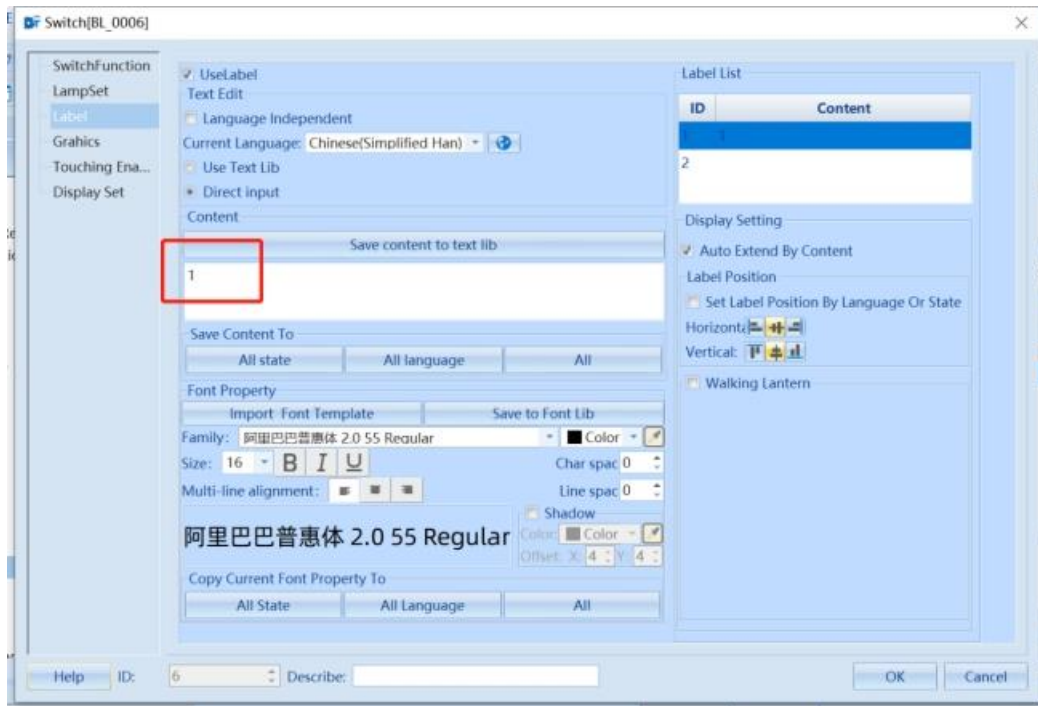 Switch[BL_0006]
SwitchFunction
LampSet
Label
Grahics
Touching Ena...
Display Set
UseLabel
Text Edit
Language Independent
Current Language: Chinese(Simplified Han)
Use Text Lib
Direct input
Content
Save content to text lib
1
Save Content To
All state All language All
Font Property
Import Font Template Save to Font Lib
Family: 阿里巴巴普惠体 2.0 55 Regular Color
Size: 16 B I U Char spac 0
Multi-line alignment: Line spac 0
阿里巴巴普惠体 2.0 55 Regular
Shadow
Color: Color
Offset: X: 4 Y 4
Copy Current Font Property To
All State All Language All
Label List
ID Content
1 1
2
Display Setting
Auto Extend By Content
Label Position
Set Label Position By Language Or State
Horizonta
Vertical:
Walking Lantern
Help ID: 6 Describe: OK Cancel